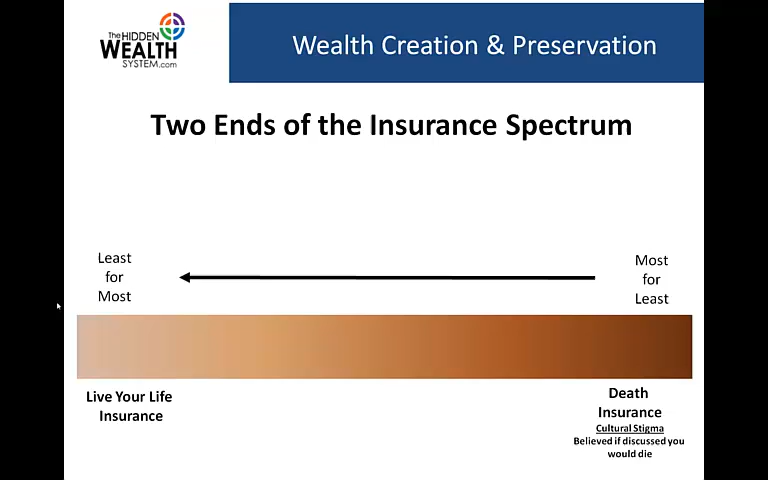 The HIDDEN
WEALTH
SYSTEM.com
Wealth Creation & Preservation
Two Ends of the Insurance Spectrum
Least
for
Most
Most
for
Least
Live Your Life
Insurance
Death
Insurance
Cultural Stigma
Believed if discussed you
would die